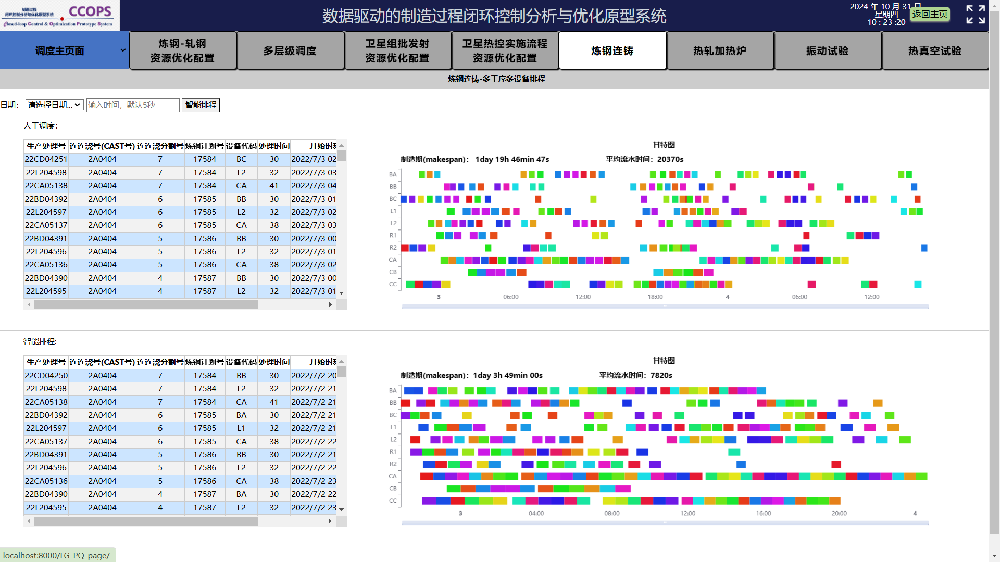 制造过程
闭环控制分析与优化原型系统
CCOPS
Closed-loop Control & Optimization Prototype System
数据驱动的制造过程闭环控制分析与优化原型系统
2024 年 10 月 31 日
星期四
10 : 23 :20
返回主页
调度主页面
炼钢-轧钢
资源优化配置
多层级调度
卫星组批发射
资源优化配置
卫星热控实施流程
资源优化配置
炼钢连铸
热轧加热炉
振动试验
热真空试验
炼钢连铸-多工序多设备排程
日期： 请选择日期... 输入时间，默认5秒 智能排程
人工调度：
生产处理号 连连浇号(CAST号) 连连浇分割号 炼钢计划号 设备代码 处理时间 开始时刻
22CD04251 2A0404 7 17584 BC 30 2022/7/3 02
22L204598 2A0404 7 17584 L2 32 2022/7/3 03
22CA05138 2A0404 7 17584 CA 41 2022/7/3 04
22BD04392 2A0404 6 17585 BB 30 2022/7/3 01
22L204597 2A0404 6 17585 L2 32 2022/7/3 02
22CA05137 2A0404 6 17585 CA 38 2022/7/3 03
22BD04391 2A0404 5 17586 BB 30 2022/7/3 00
22L204596 2A0404 5 17586 L2 32 2022/7/3 01
22CA05136 2A0404 5 17586 CA 38 2022/7/3 02
22BD04390 2A0404 4 17587 BB 30 2022/7/3 00
22L204595 2A0404 4 17587 L2 32 2022/7/3 01
甘特图
制造期(makespan)： 1day 19h 46min 47s 平均流水时间：20370s
BA
BB
BC
L1
L2
R1
R2
CA
CB
CC
3 06:00 12:00 18:00 4 06:00 12:00
智能排程:
生产处理号 连连浇号(CAST号) 连连浇分割号 炼钢计划号 设备代码 处理时间 开始时刻
22CD04250 2A0404 7 17584 BB 30 2022/7/2 20
22L204598 2A0404 7 17584 L2 32 2022/7/2 21
22CA05138 2A0404 7 17584 CA 41 2022/7/2 21
22BD04392 2A0404 6 17585 BA 30 2022/7/2 21
22L204597 2A0404 6 17585 L1 32 2022/7/2 21
22CA05137 2A0404 6 17585 CA 38 2022/7/2 22
22BD04391 2A0404 5 17586 BB 30 2022/7/2 21
22L204596 2A0404 5 17586 L2 32 2022/7/2 22
22CA05136 2A0404 5 17586 CA 38 2022/7/2 23
22BD04390 2A0404 4 17587 BA 30 2022/7/2 22
22L204595 2A0404 4 17587 L2 32 2022/7/2 23
甘特图
制造期(makespan)：1day 3h 49min 00s 平均流水时间：7820s
BA
BB
BC
L1
L2
R1
R2
CA
CB
CC
3 04:00 08:00 12:00 16:00 20:00 4
localhost:8000/LG_PQ_page/